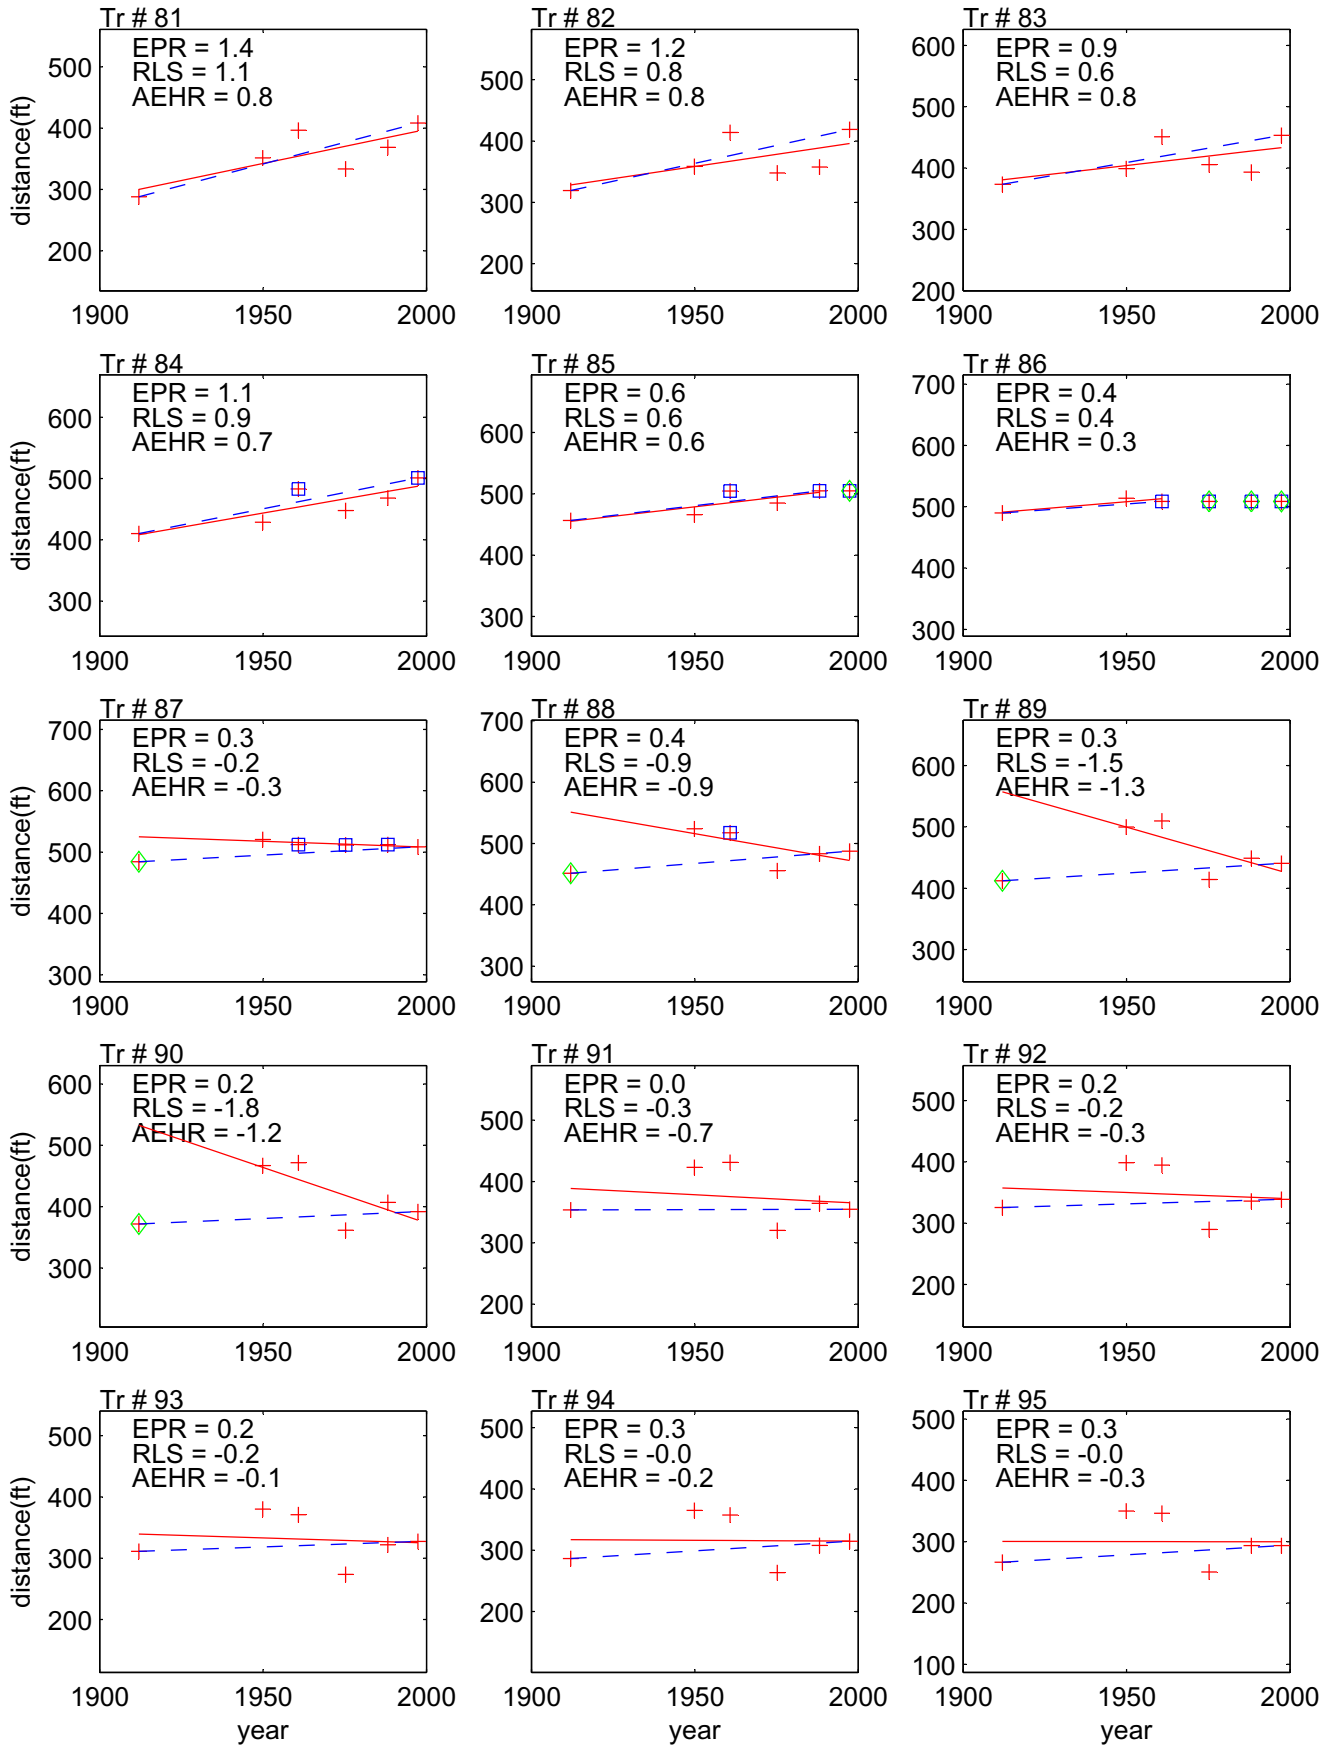 Tr # 81
EPR = 1.4
RLS = 1.1
AEHR = 0.8
500
400
300
200
distance(ft)
1900
1950
2000
Tr # 82
EPR = 1.2
RLS = 0.8
AEHR = 0.8
500
400
300
200
1900
1950
2000
Tr # 83
EPR = 0.9
RLS = 0.6
AEHR = 0.8
600
500
400
300
200
1900
1950
2000
Tr # 84
EPR = 1.1
RLS = 0.9
AEHR = 0.7
600
500
400
300
distance(ft)
1900
1950
2000
Tr # 85
EPR = 0.6
RLS = 0.6
AEHR = 0.6
600
500
400
300
1900
1950
2000
Tr # 86
EPR = 0.4
RLS = 0.4
AEHR = 0.3
700
600
500
400
300
1900
1950
2000
Tr # 87
EPR = 0.3
RLS = -0.2
AEHR = -0.3
700
600
500
400
300
distance(ft)
1900
1950
2000
Tr # 88
EPR = 0.4
RLS = -0.9
AEHR = -0.9
700
600
500
400
300
1900
1950
2000
Tr # 89
EPR = 0.3
RLS = -1.5
AEHR = -1.3
600
500
400
300
1900
1950
2000
Tr # 90
EPR = 0.2
RLS = -1.8
AEHR = -1.2
600
500
400
300
distance(ft)
1900
1950
2000
Tr # 91
EPR = 0.0
RLS = -0.3
AEHR = -0.7
500
400
300
200
1900
1950
2000
Tr # 92
EPR = 0.2
RLS = -0.2
AEHR = -0.3
500
400
300
200
1900
1950
2000
Tr # 93
EPR = 0.2
RLS = -0.2
AEHR = -0.1
500
400
300
200
distance(ft)
1900
1950
2000
year
Tr # 94
EPR = 0.3
RLS = -0.0
AEHR = -0.2
500
400
300
200
1900
1950
2000
year
Tr # 95
EPR = 0.3
RLS = -0.0
AEHR = -0.3
500
400
300
200
100
1900
1950
2000
year